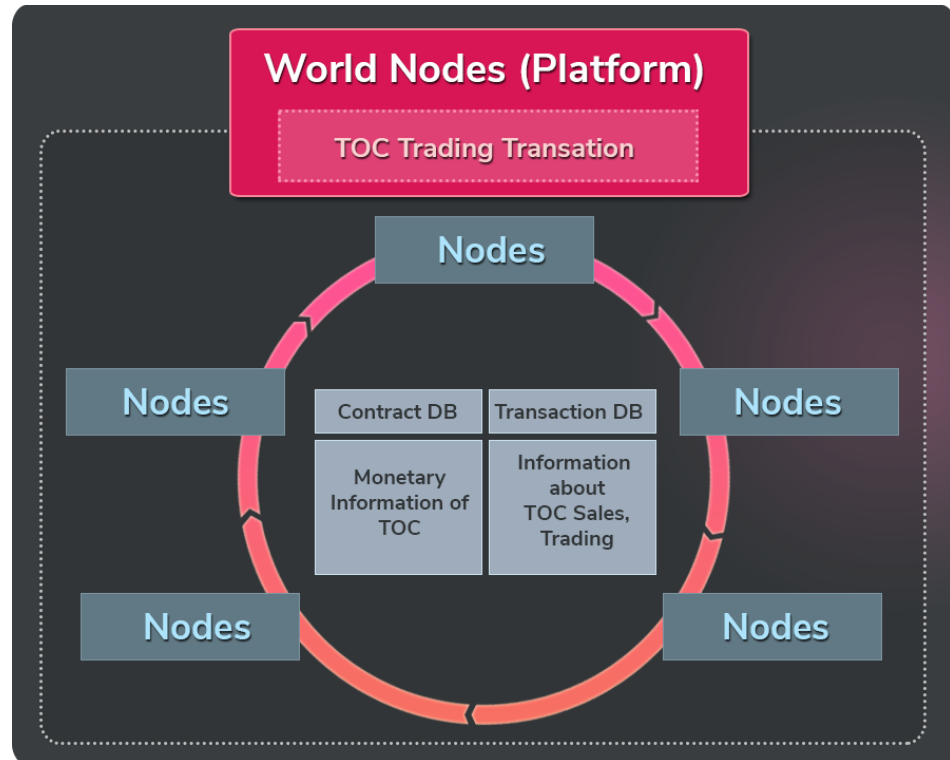 World Nodes (Platform)
TOC Trading Transation
Nodes
Nodes
Nodes
Contract DB
Transaction DB
Monetary
Information of
TOC
Information
about
TOC Sales,
Trading
Nodes
Nodes